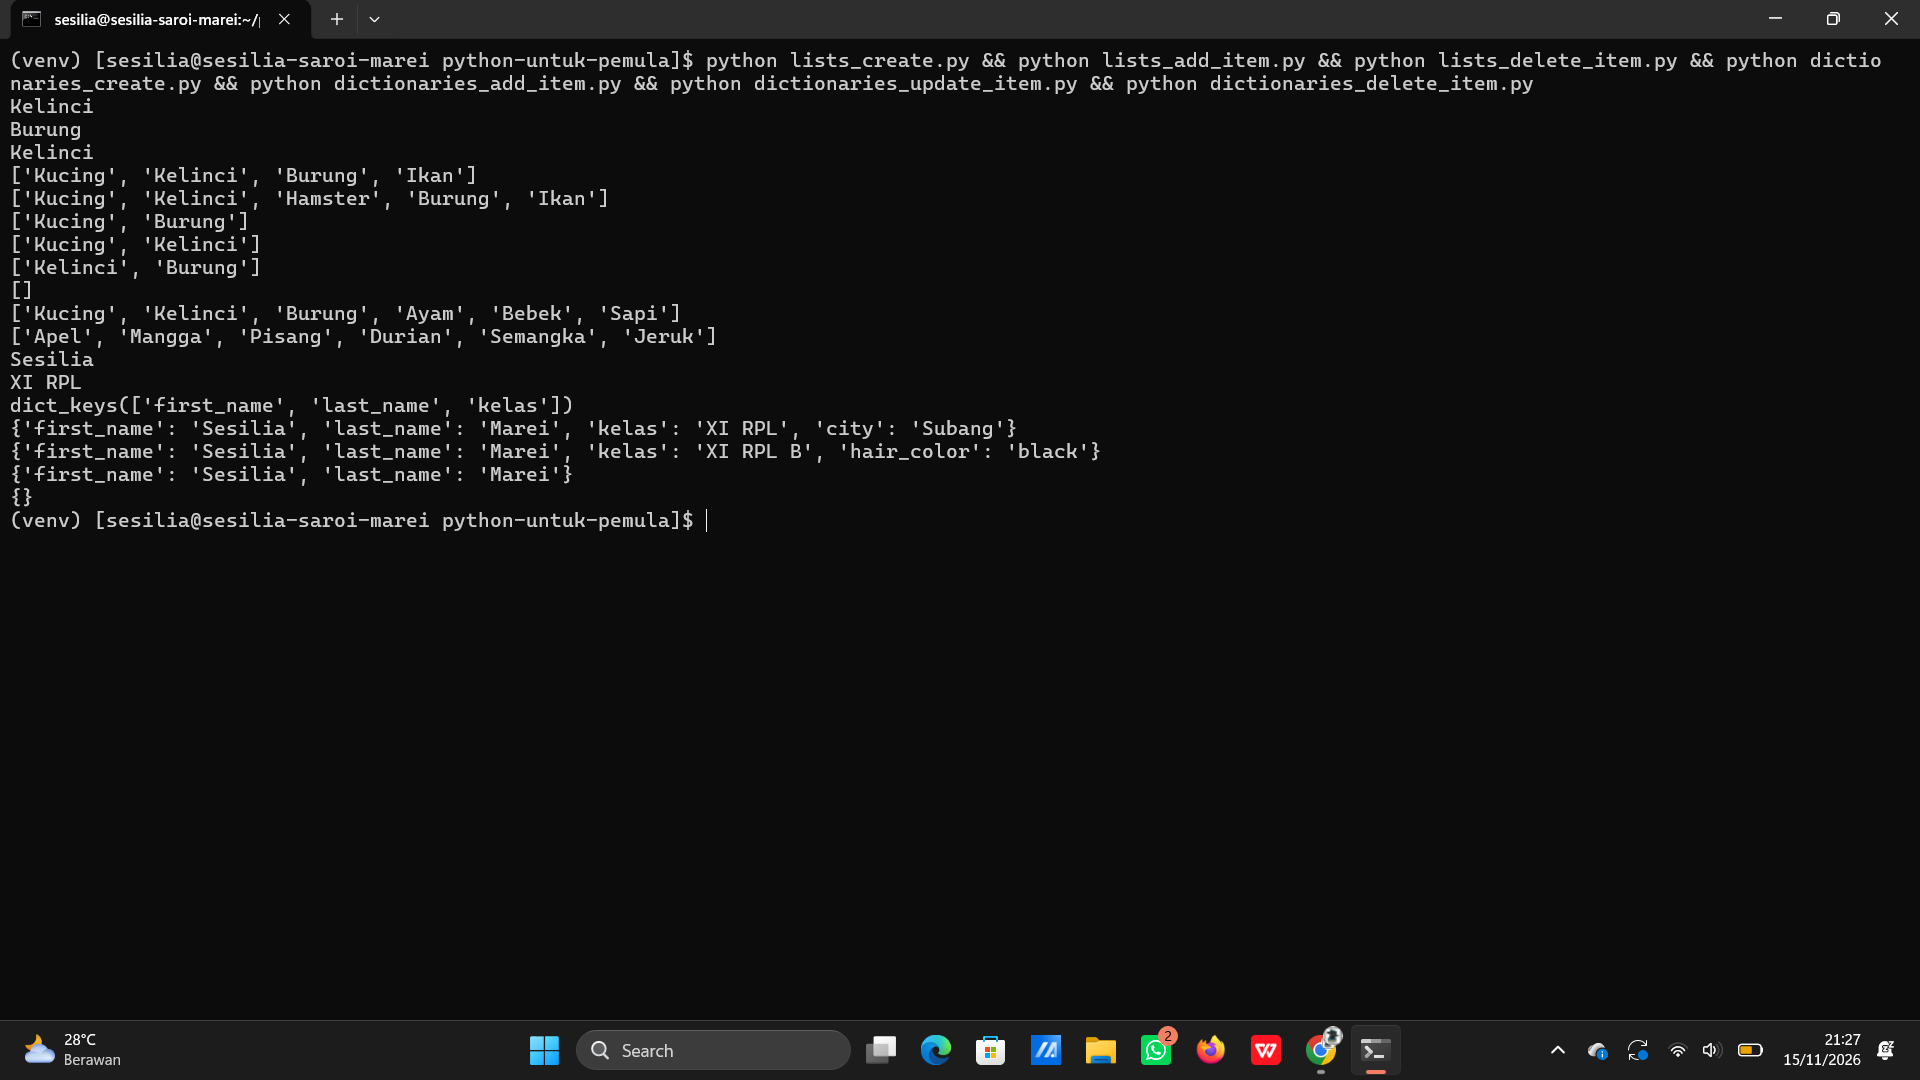 sesilia@sesilia-saroi-marei:~/p
(venv) [sesilia@sesilia-saroi-marei python-untuk-pemula]$ python lists_create.py && python lists_add_item.py && python lists_delete_item.py && python dictio
naries_create.py && python dictionaries_add_item.py && python dictionaries_update_item.py && python dictionaries_delete_item.py
Kelinci
Burung
Kelinci
['Kucing', 'Kelinci', 'Burung', 'Ikan']
['Kucing', 'Kelinci', 'Hamster', 'Burung', 'Ikan']
['Kucing', 'Burung']
['Kucing', 'Kelinci']
['Kelinci', 'Burung']
[]
['Kucing', 'Kelinci', 'Burung', 'Ayam', 'Bebek', 'Sapi']
['Apel', 'Mangga', 'Pisang', 'Durian', 'Semangka', 'Jeruk']
Sesilia
XI RPL
dict_keys(['first_name', 'last_name', 'kelas'])
{'first_name': 'Sesilia', 'last_name': 'Marei', 'kelas': 'XI RPL', 'city': 'Subang'}
{'first_name': 'Sesilia', 'last_name': 'Marei', 'kelas': 'XI RPL B', 'hair_color': 'black'}
{'first_name': 'Sesilia', 'last_name': 'Marei'}
{}
(venv) [sesilia@sesilia-saroi-marei python-untuk-pemula]$
28°C
Berawan
Search
2
21:27
15/11/2026